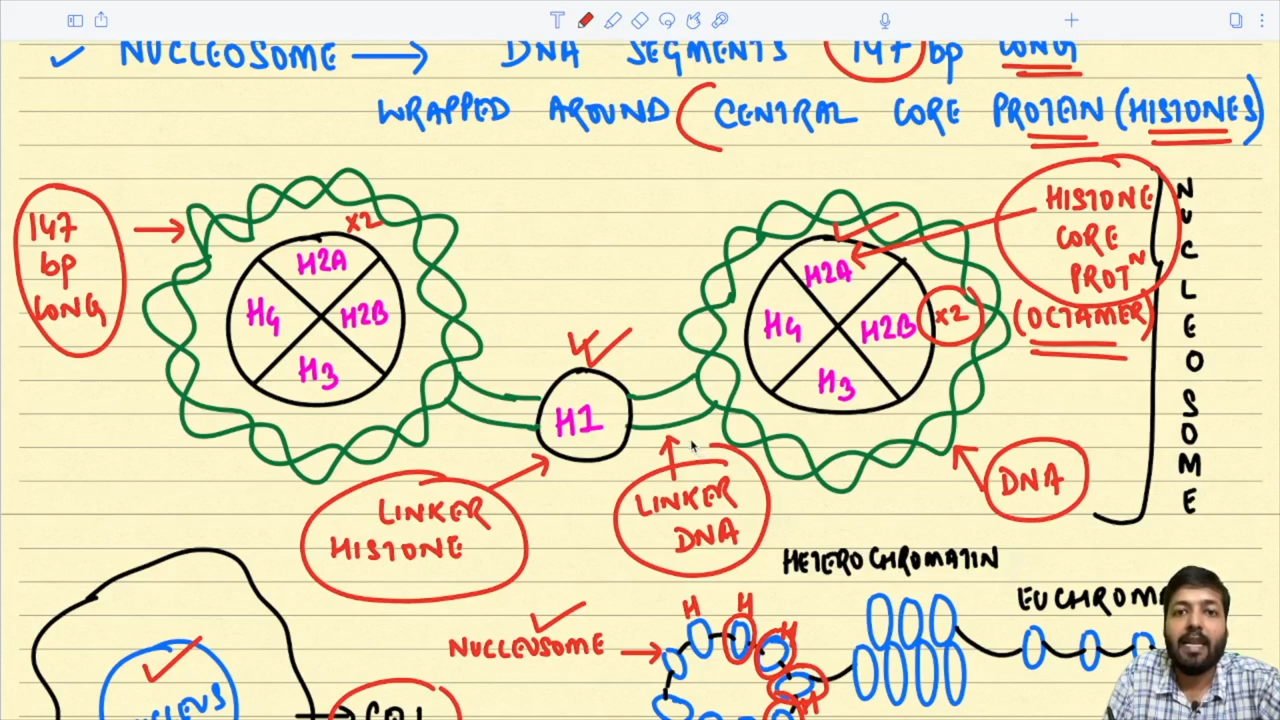 ✓ NUCLEOSOME → DNA SEGMENTS 147 bp LONG
WRAPPED AROUND (CENTRAL CORE PROTEIN (HISTONES)
147
bp
LONG
X2
H2A
H4
H2B
H3
H1
LINKER
HISTONE
LINKER
DNA
H2A
H4
H2B
H3
X2
HISTONE
CORE
PROTᴺ
(OCTAMER)
DNA
NUCLEOSOME
HETEROCHROMATIN
NUCLEOSOME →
H
H
H
H